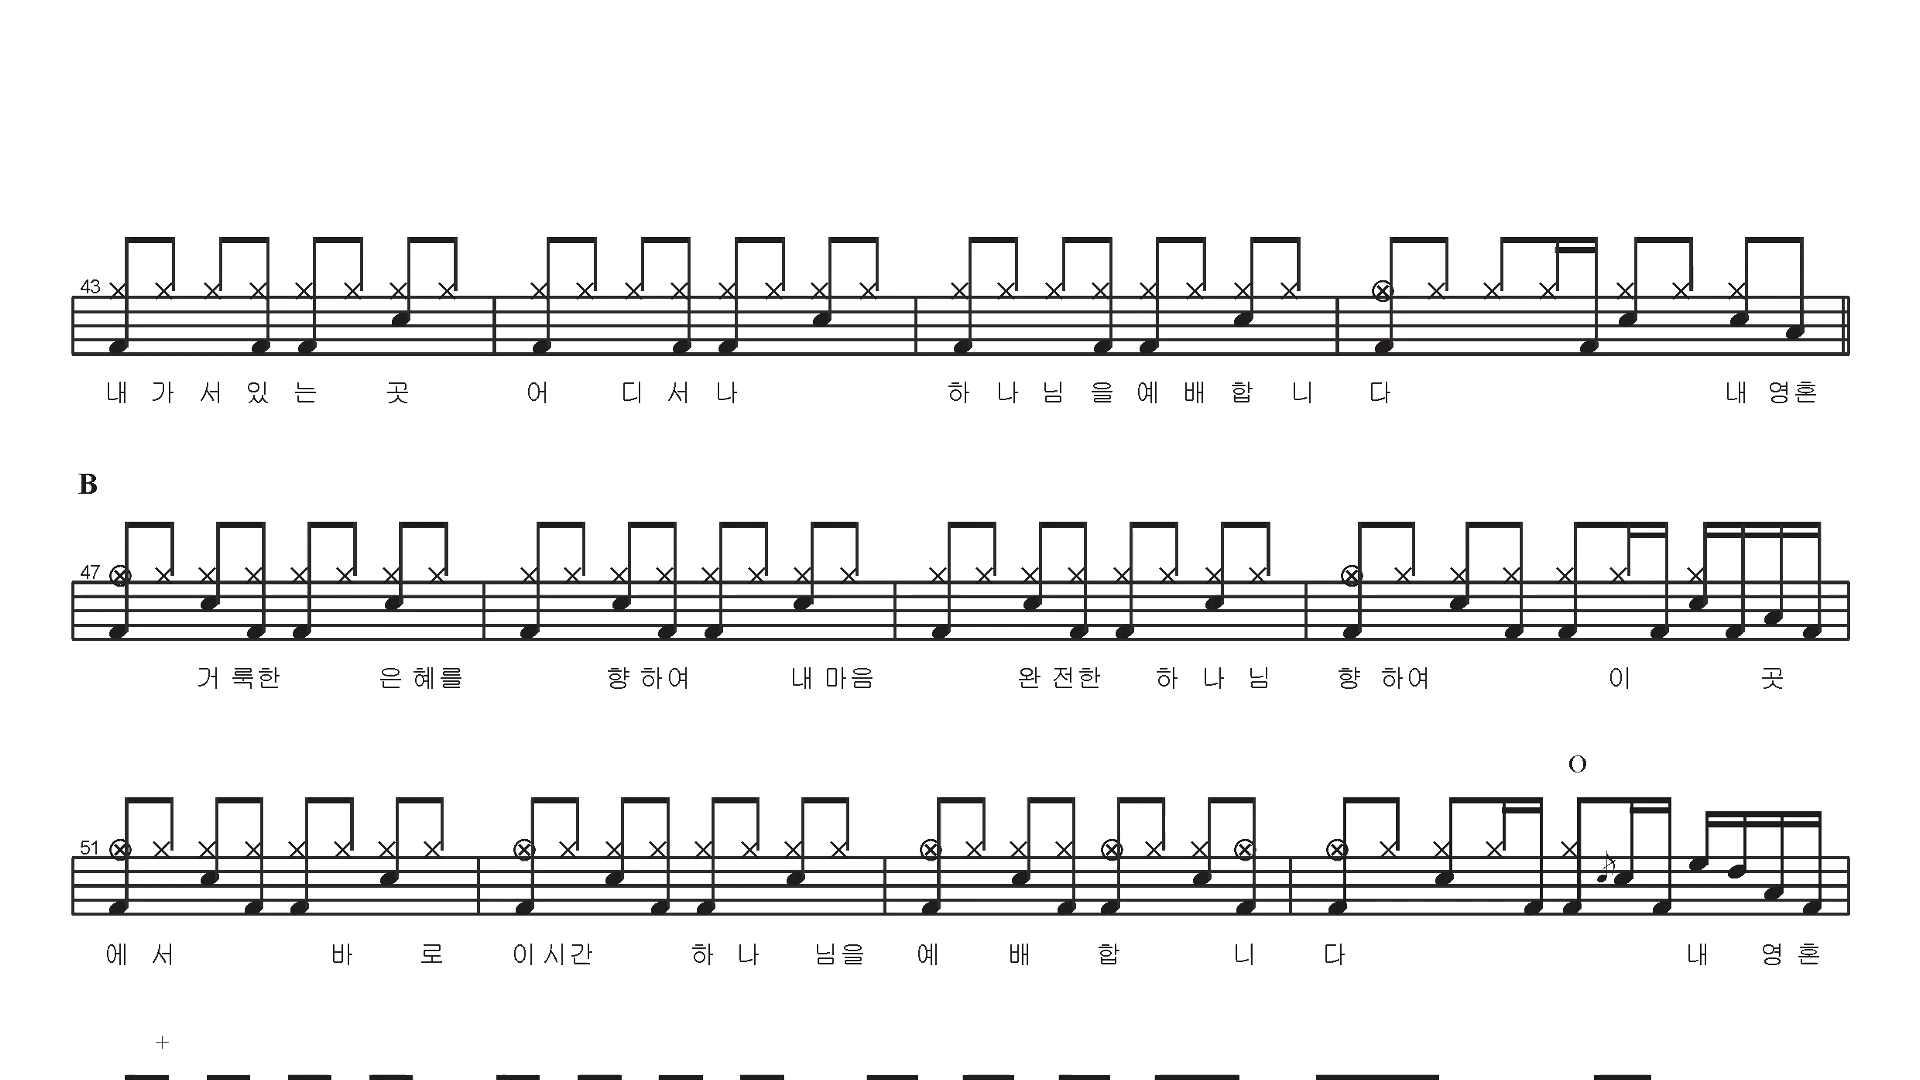 43
내 가 서 있 는 곳 어 디 서 나 하 나 님 을 예 배 합 니 다 내 영혼
B
47
거 룩한 은 혜를 향 하여 내 마음 완 전한 하 나 님 향 하여 이 곳
O
51
에 서 바 로 이 시간 하 나 님을 예 배 합 니 다 내 영 혼
+